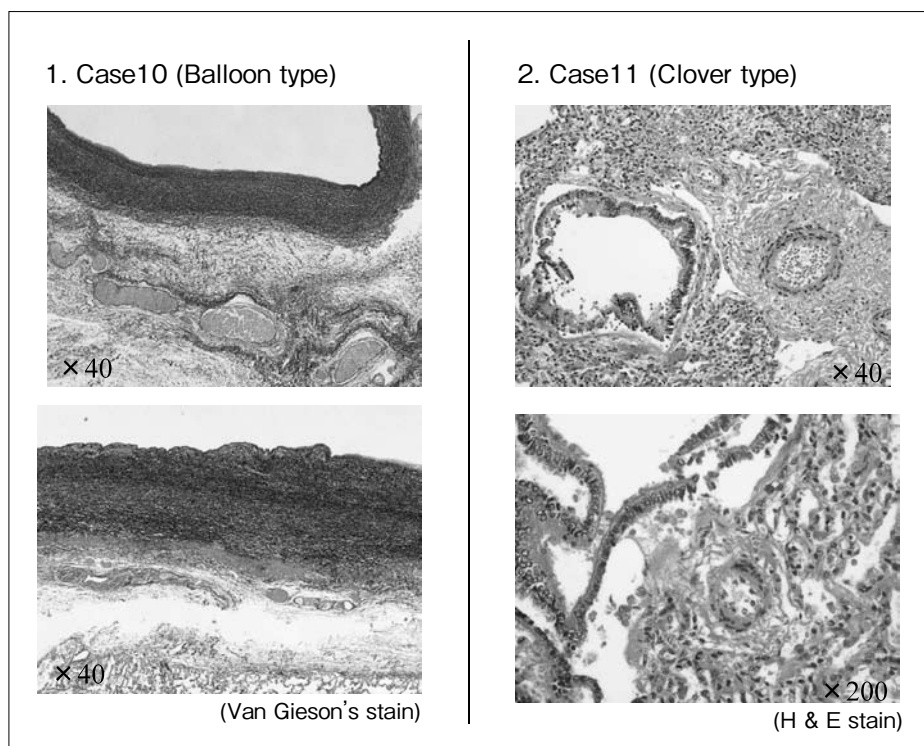 1. Case10 (Balloon type)
×40
×40
(Van Gieson's stain)
2. Case11 (Clover type)
×40
×200
(H & E stain)